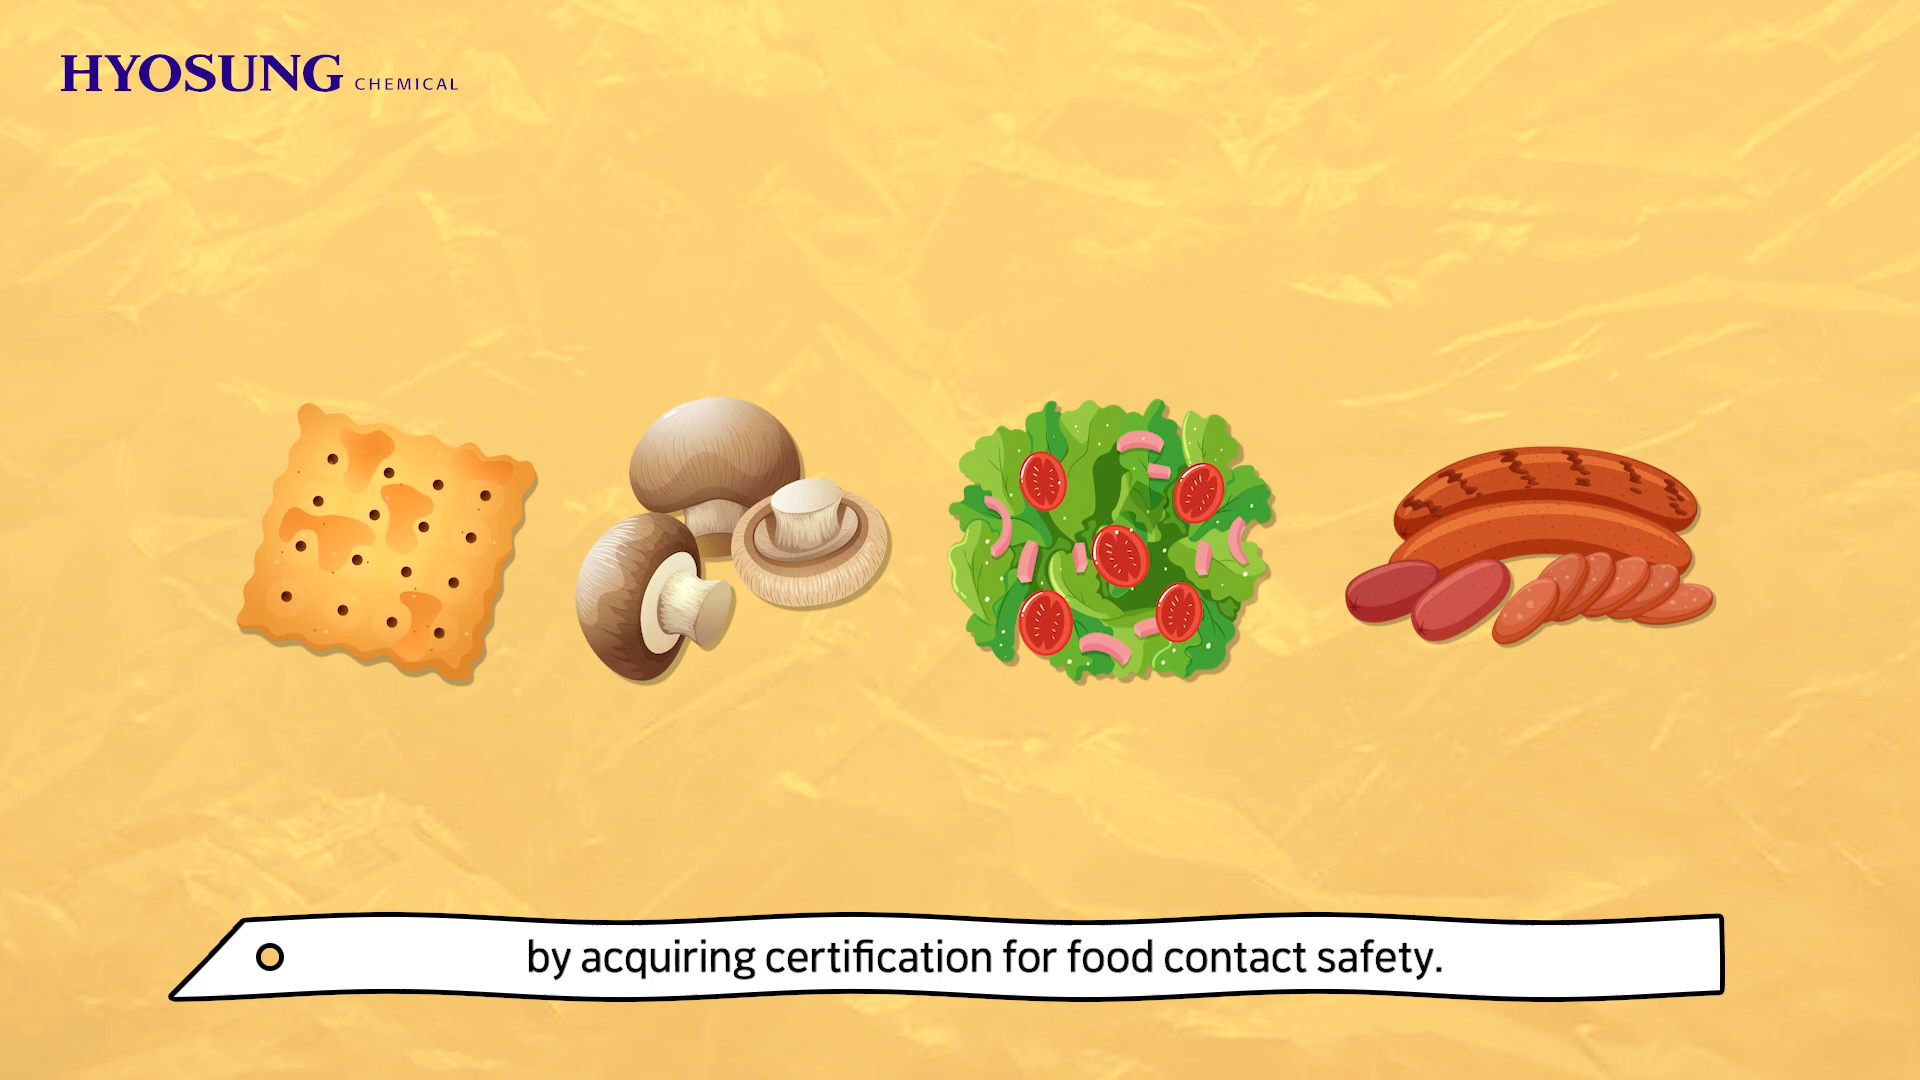 HYOSUNG CHEMICAL
by acquiring certification for food contact safety.